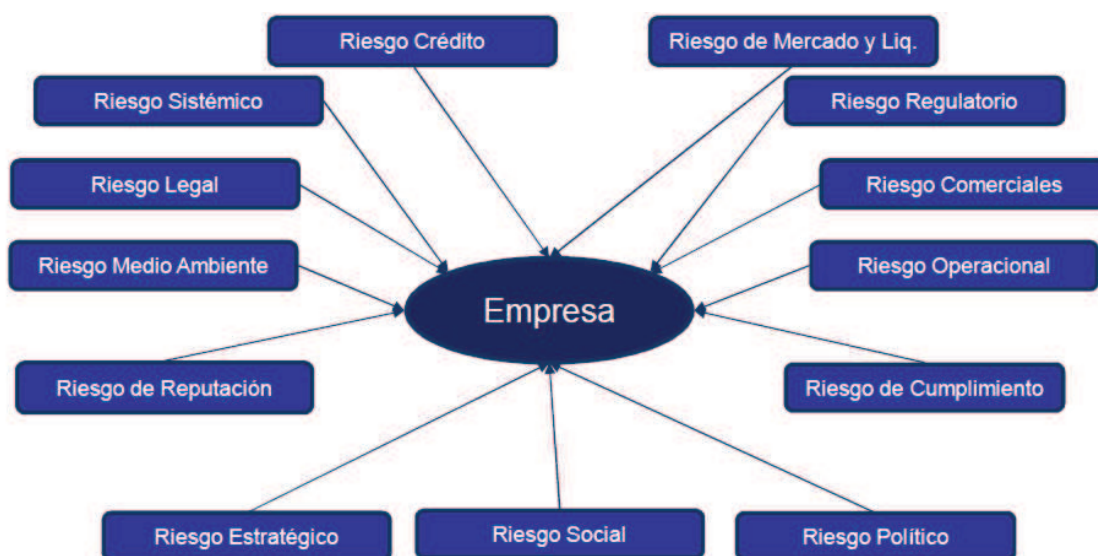 Riesgo Crédito
Riesgo de Mercado y Liq.
Riesgo Sistémico
Riesgo Regulatorio
Riesgo Legal
Riesgo Comerciales
Riesgo Medio Ambiente
Riesgo Operacional
Empresa
Riesgo de Reputación
Riesgo de Cumplimiento
Riesgo Estratégico
Riesgo Social
Riesgo Político